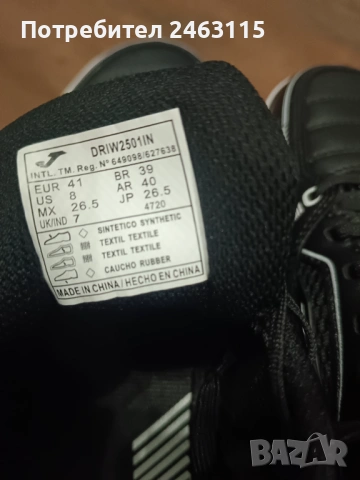 Потребител 2463115
DRIW2501IN
INTL. TM. Reg. Nº 649098/627638
EUR 41 BR 39
US 8 AR 40
MX 26.5 JP 26.5
UK/IND 7 4720
SINTETICO SYNTHETIC
TEXTIL TEXTILE
TEXTIL TEXTILE
CAUCHO RUBBER
MADE IN CHINA/HECHO EN CHINA
BAZAR